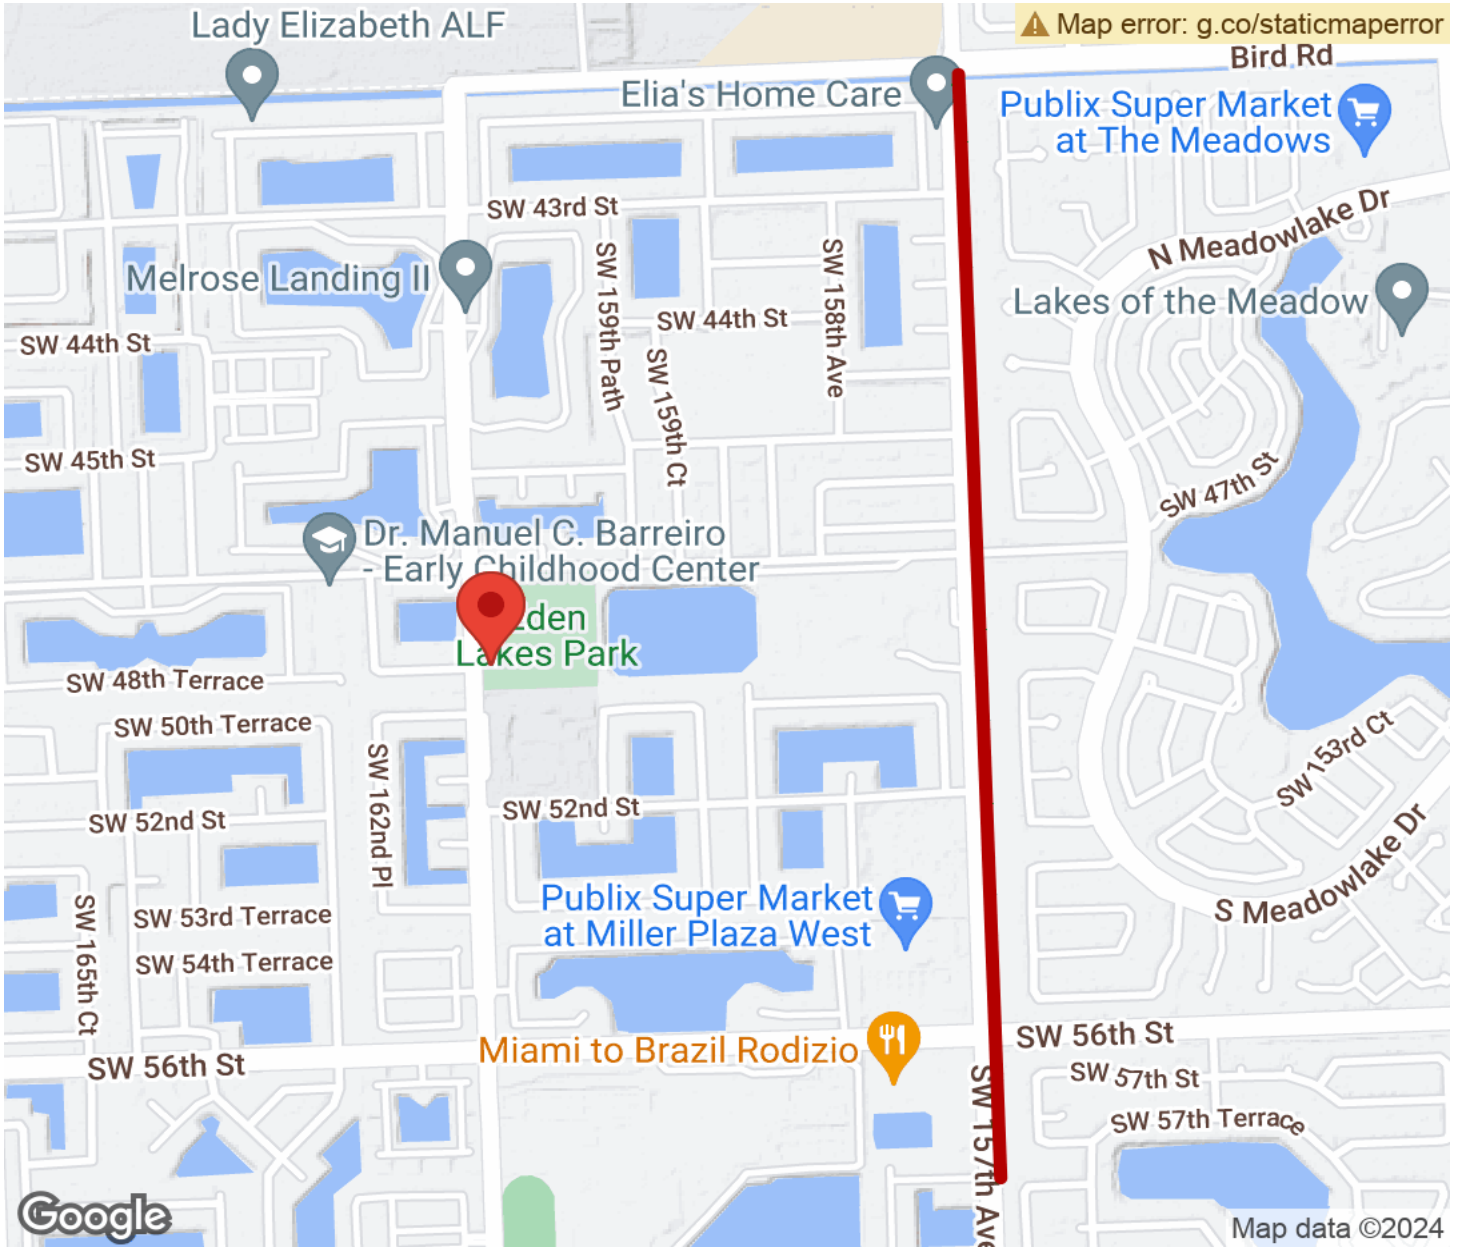 Lady Elizabeth ALF
Map error: g.co/staticmaperror
Bird Rd
Elia's Home Care
Publix Super Market
at The Meadows
SW 43rd St
N Meadowlake Dr
Melrose Landing II
SW 159th Path
SW 158th Ave
Lakes of the Meadow
SW 44th St
SW 44th St
SW 159th Ct
SW 45th St
SW 47th St
Dr. Manuel C. Barreiro
- Early Childhood Center
Eden
Lakes Park
SW 48th Terrace
SW 50th Terrace
SW 162nd Pl
SW 153rd Ct
SW 52nd St
SW 52nd St
S Meadowlake Dr
Publix Super Market
at Miller Plaza West
SW 165th Ct
SW 53rd Terrace
SW 54th Terrace
SW 56th St
Miami to Brazil Rodizio
SW 56th St
SW 57th St
SW 157th Ave
SW 57th Terrace
Google
Map data ©2024